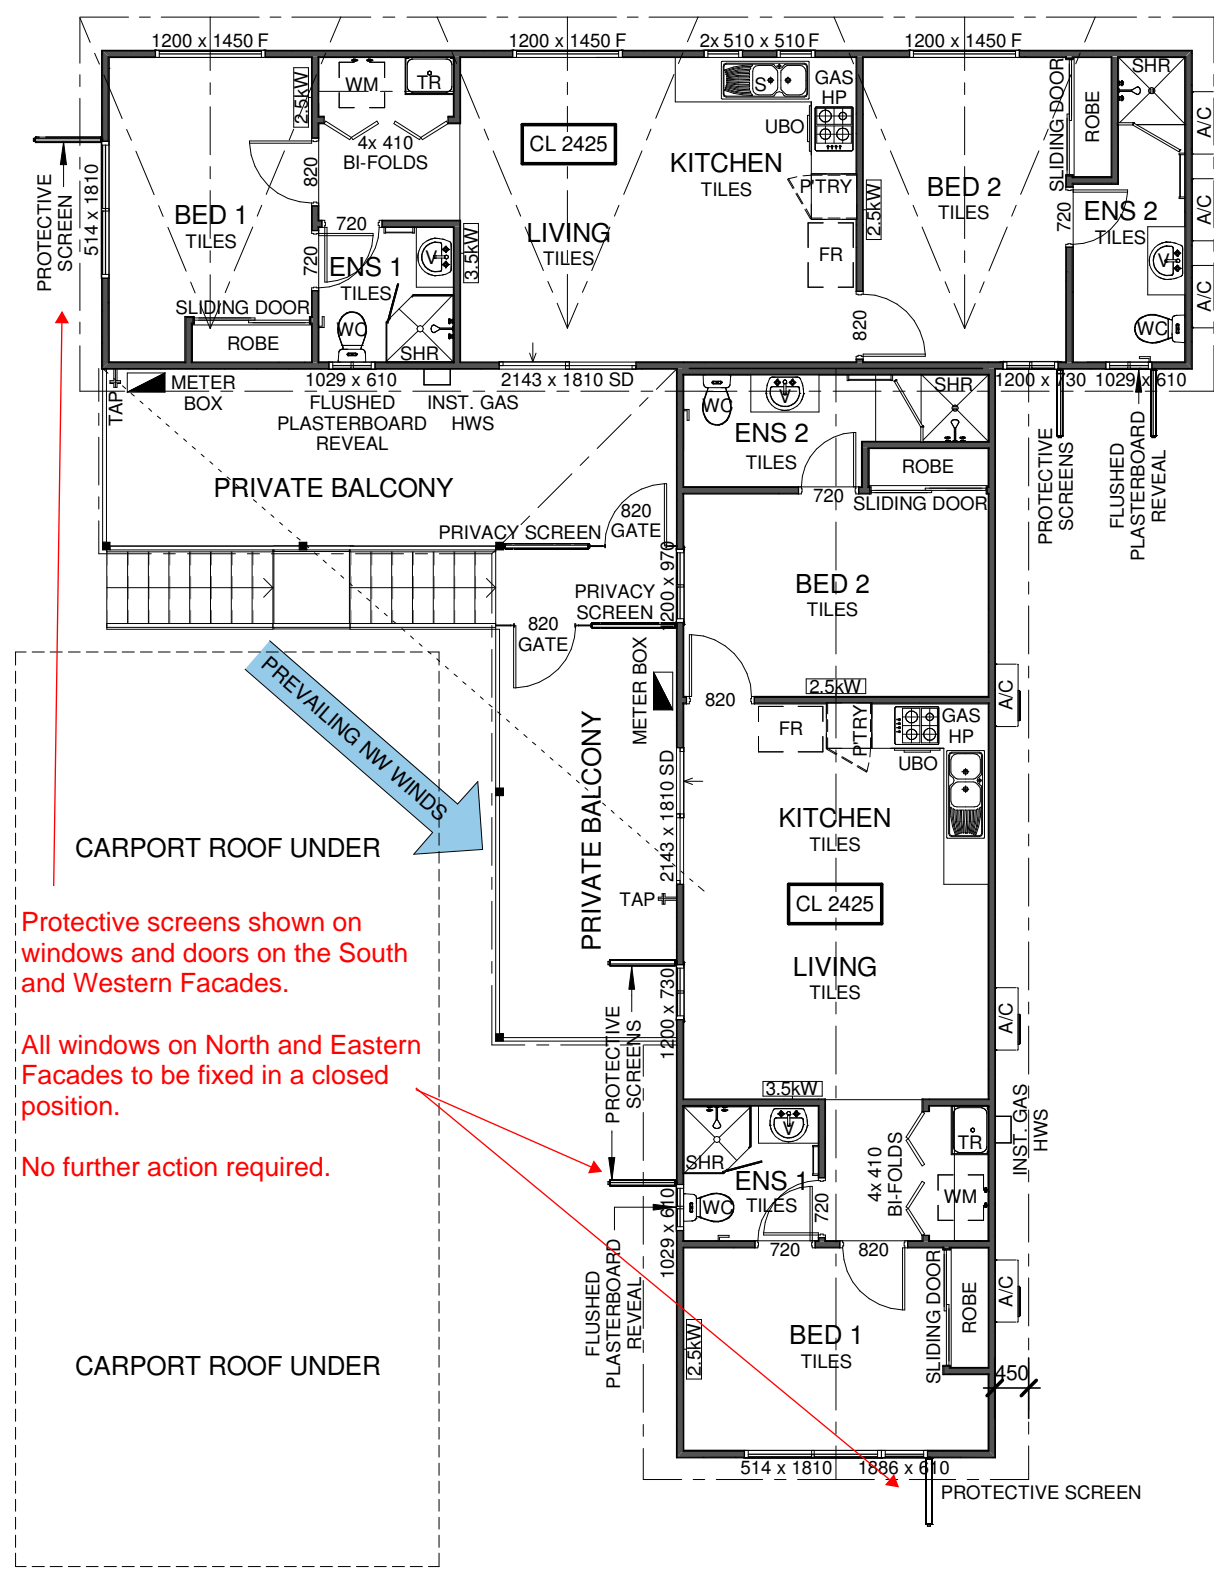 1200 x 1450 F
1200 x 1450 F
2x 510 x 510 F
1200 x 1450 F
2.5kW
WM
TR
4x 410
BI-FOLDS
CL 2425
S
GAS
HP
UBO
KITCHEN
TILES
P'TRY
FR
2.5kW
BED 2
TILES
SLIDING DOOR
ROBE
SHR
A/C
A/C
A/C
PROTECTIVE
SCREEN
514 x 1810
BED 1
TILES
820
720
720
ENS 1
TILES
V
3.5kW
LIVING
TILES
820
720
ENS 2
TILES
V
WC
SLIDING DOOR
ROBE
WC
SHR
TAP
METER
BOX
1029 x 610
FLUSHED
PLASTERBOARD
REVEAL
INST. GAS
HWS
2143 x 1810 SD
1200 x 730
1029 x 610
PROTECTIVE
SCREENS
FLUSHED
PLASTERBOARD
REVEAL
WC
V
SHR
ENS 2
TILES
ROBE
720
SLIDING DOOR
PRIVATE BALCONY
820
GATE
PRIVACY SCREEN
1200 x 970
PRIVACY
SCREEN
820
GATE
BED 2
TILES
METER BOX
820
2.5kW
A/C
PREVAILING NW WINDS
FR
P'TRY
GAS
HP
UBO
PRIVATE BALCONY
2143 x 1810 SD
KITCHEN
TILES
CARPORT ROOF UNDER
TAP
CL 2425
LIVING
TILES
Protective screens shown on
windows and doors on the South
and Western Facades.
All windows on North and Eastern
Facades to be fixed in a closed
position.
No further action required.
PROTECTIVE
SCREENS
1200 x 730
A/C
3.5kW
INST. GAS
HWS
SHR
V
ENS 1
TILES
WC
720
4x 410
BI-FOLDS
TR
WM
1029 x 610
FLUSHED
PLASTERBOARD
REVEAL
720
820
SLIDING DOOR
ROBE
A/C
BED 1
TILES
2.5kW
450
CARPORT ROOF UNDER
514 x 1810
1886 x 610
PROTECTIVE SCREEN